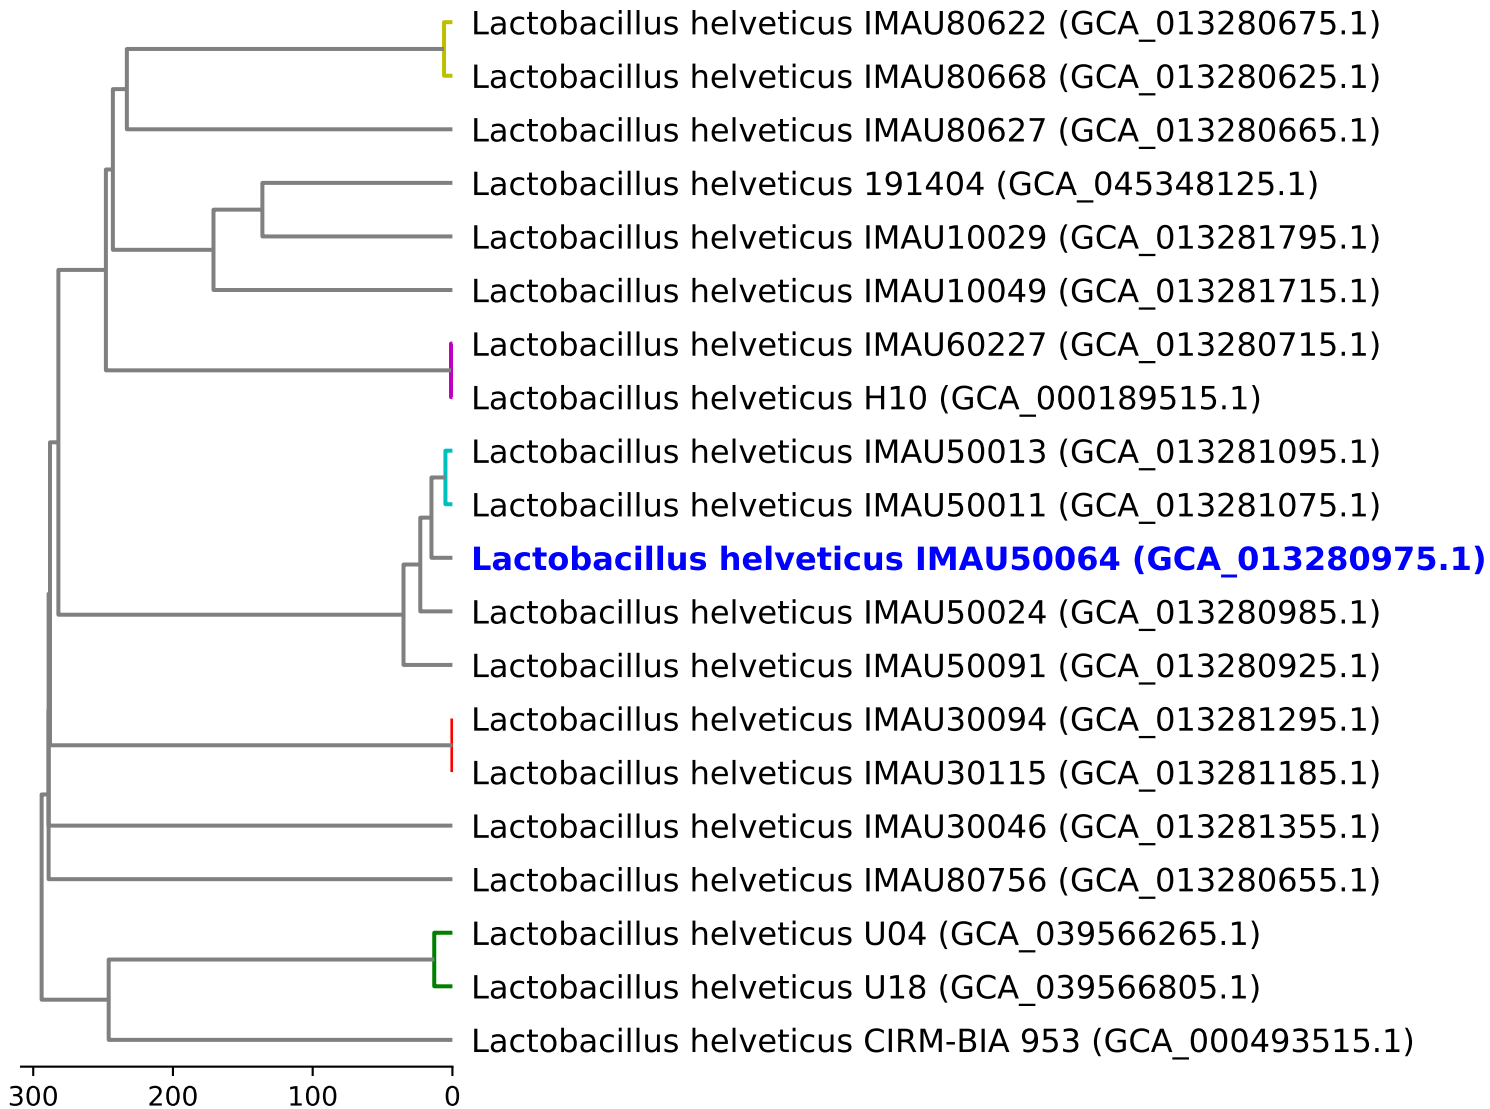 Lactobacillus helveticus IMAU80622 (GCA_013280675.1)
Lactobacillus helveticus IMAU80668 (GCA_013280625.1)
Lactobacillus helveticus IMAU80627 (GCA_013280665.1)
Lactobacillus helveticus 191404 (GCA_045348125.1)
Lactobacillus helveticus IMAU10029 (GCA_013281795.1)
Lactobacillus helveticus IMAU10049 (GCA_013281715.1)
Lactobacillus helveticus IMAU60227 (GCA_013280715.1)
Lactobacillus helveticus H10 (GCA_000189515.1)
Lactobacillus helveticus IMAU50013 (GCA_013281095.1)
Lactobacillus helveticus IMAU50011 (GCA_013281075.1)
Lactobacillus helveticus IMAU50064 (GCA_013280975.1)
Lactobacillus helveticus IMAU50024 (GCA_013280985.1)
Lactobacillus helveticus IMAU50091 (GCA_013280925.1)
Lactobacillus helveticus IMAU30094 (GCA_013281295.1)
Lactobacillus helveticus IMAU30115 (GCA_013281185.1)
Lactobacillus helveticus IMAU30046 (GCA_013281355.1)
Lactobacillus helveticus IMAU80756 (GCA_013280655.1)
Lactobacillus helveticus U04 (GCA_039566265.1)
Lactobacillus helveticus U18 (GCA_039566805.1)
Lactobacillus helveticus CIRM-BIA 953 (GCA_000493515.1)
300 200 100 0